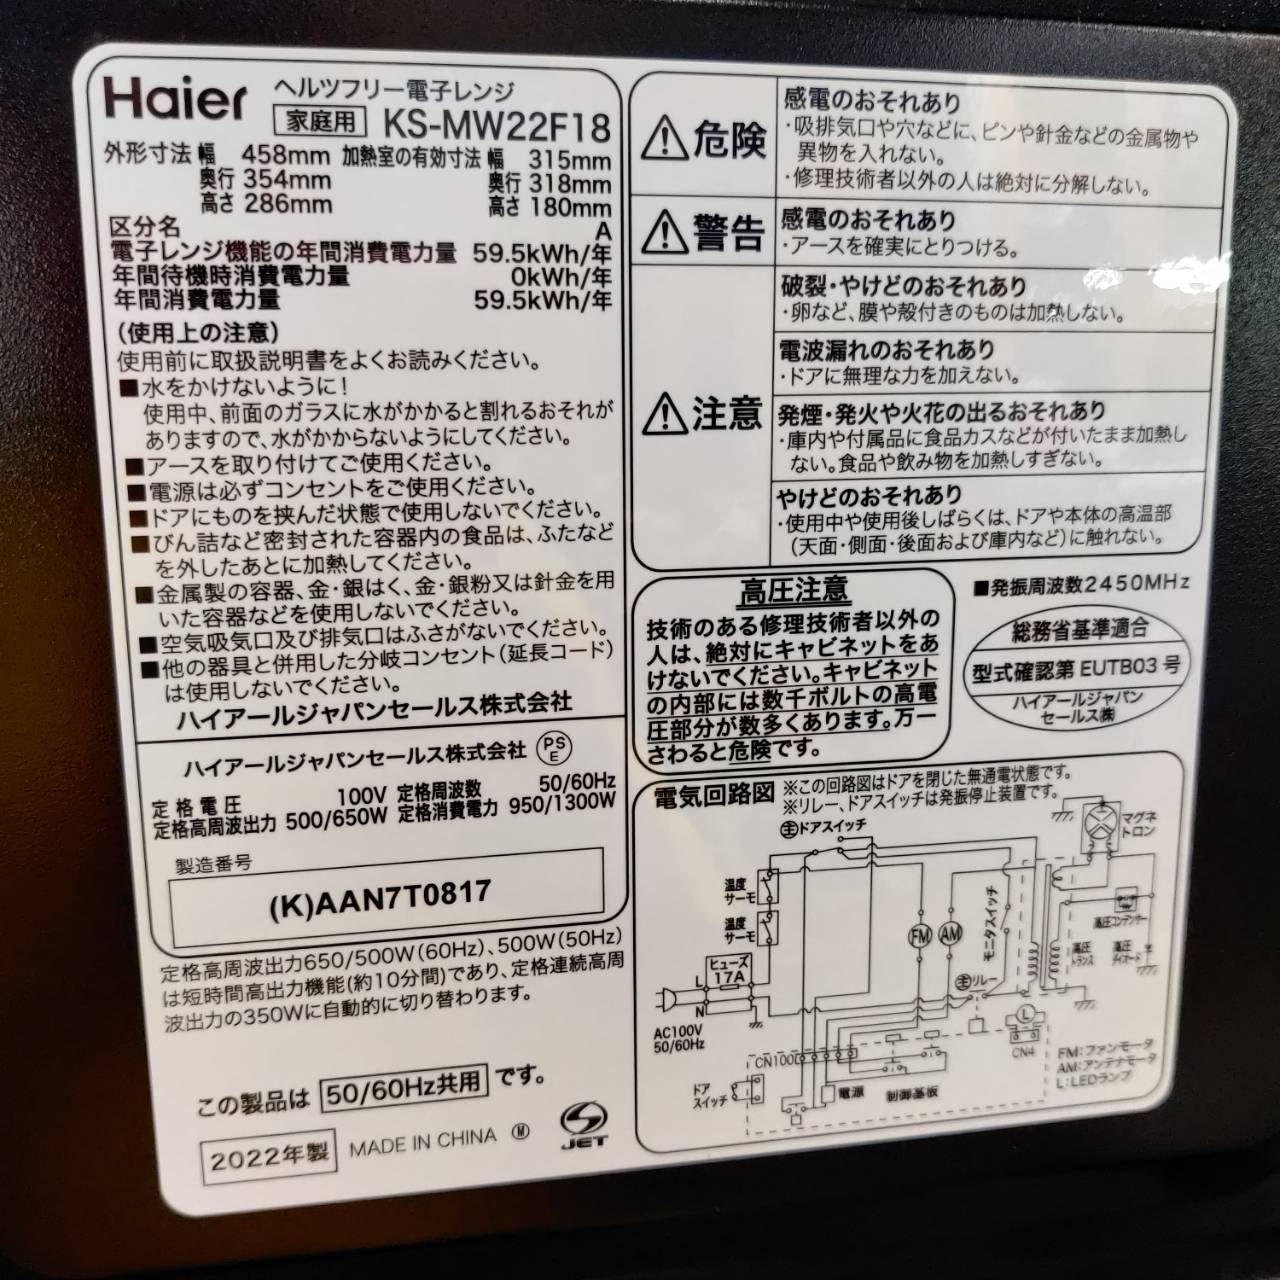 Haier ヘルツフリー電子レンジ
家庭用 KS-MW22F18
外形寸法 幅 458mm 加熱室の有効寸法 幅 315mm
奥行 354mm 奥行 318mm
高さ 286mm 高さ 180mm
区分名 A
電子レンジ機能の年間消費電力量 59.5kWh/年
年間待機時消費電力量 0kWh/年
年間消費電力量 59.5kWh/年
(使用上の注意)
使用前に取扱説明書をよくお読みください。
■水をかけないように!
使用中、前面のガラスに水がかかると割れるおそれが
ありますので、水がかからないようにしてください。
■アースを取り付けてご使用ください。
■電源は必ずコンセントをご使用ください。
■ドアにものを挟んだ状態で使用しないでください。
■びん詰など密封された容器内の食品は、ふたなど
を外したあとに加熱してください。
■金属製の容器、金・銀はく、金・銀粉又は針金を用
いた容器などを使用しないでください。
■空気吸気口及び排気口はふさがないでください。
■他の器具と併用した分岐コンセント(延長コード)
は使用しないでください。
ハイアールジャパンセールス株式会社
ハイアールジャパンセールス株式会社 PSE
定格電圧 100V 定格周波数 50/60Hz
定格高周波出力 500/650W 定格消費電力 950/1300W
製造番号
(K)AAN7T0817
定格高周波出力650/500W(60Hz)、500W(50Hz)
は短時間高出力機能(約10分間)であり、定格連続高周
波出力の350Wに自動的に切り替わります。
この製品は 50/60Hz共用 です。
2022年製 MADE IN CHINA Ⓜ JET
危険
感電のおそれあり
・吸排気口や穴などに、ピンや針金などの金属物や
異物を入れない。
・修理技術者以外の人は絶対に分解しない。
警告
感電のおそれあり
・アースを確実にとりつける。
注意
破裂・やけどのおそれあり
・卵など、膜や殻付きのものは加熱しない。
電波漏れのおそれあり
・ドアに無理な力を加えない。
発煙・発火や火花の出るおそれあり
・庫内や付属品に食品カスなどが付いたまま加熱し
ない。食品や飲み物を加熱しすぎない。
やけどのおそれあり
・使用中や使用後しばらくは、ドアや本体の高温部
(天面・側面・後面および庫内など)に触れない。
高圧注意
技術のある修理技術者以外の
人は、絶対にキャビネットをあ
けないでください。キャビネット
の内部には数千ボルトの高電
圧部分が数多くあります。万一
さわると危険です。
■発振周波数2450MHz
総務省基準適合
型式確認第 EUTB03 号
ハイアールジャパン
セールス㈱
電気回路図 ※この回路図はドアを閉じた無通電状態です。
※リレー、ドアスイッチは発振停止装置です。
㊤ドアスイッチ
マグネ
トロン
温度
サーモ
温度
サーモ
FM
AM
モニタスイッチ
高圧コンデンサー
高圧
トランス
高圧
ダイオード
ヒューズ
17A
L
N
AC100V
50/60Hz
リレー
L
CN100
CN4
ドア
スイッチ
電源
制御基板
FM:ファンモータ
AM:アンテナモータ
L:LEDランプ